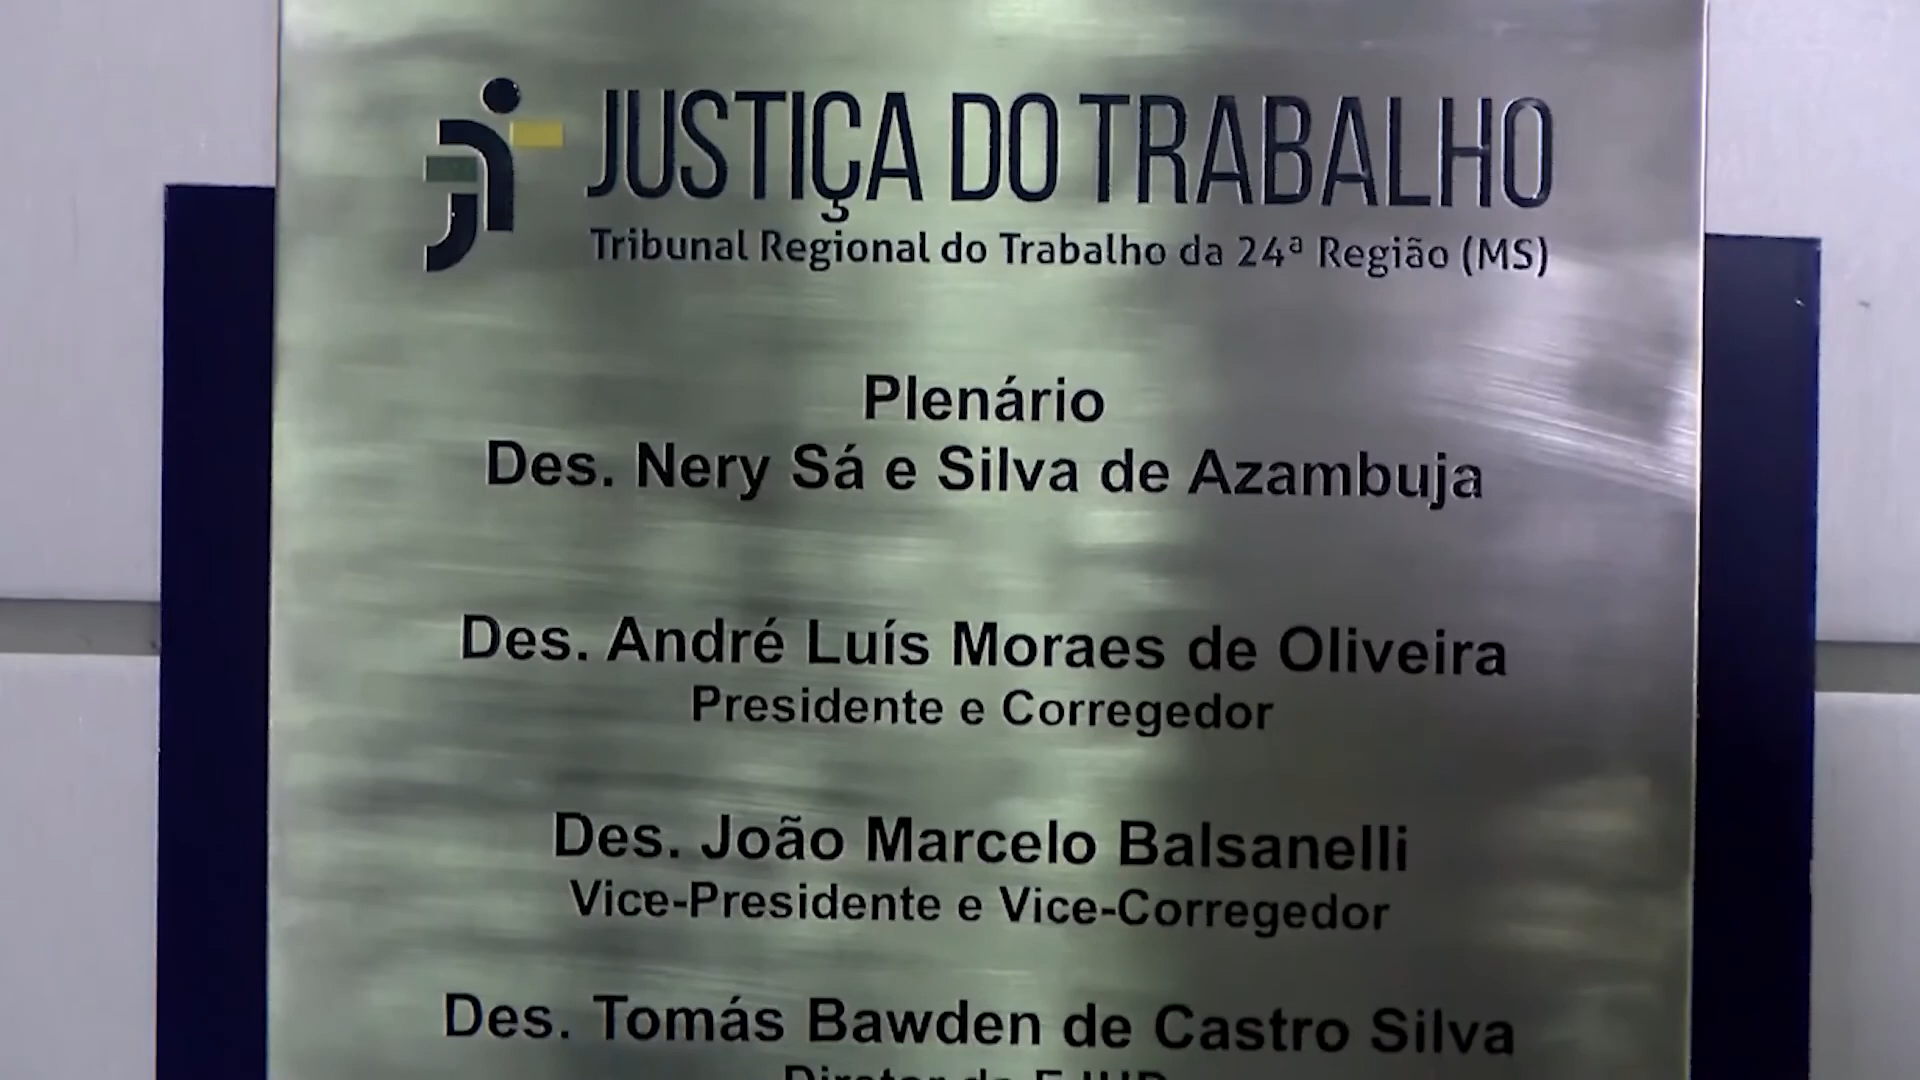 JUSTIÇA DO TRABALHO
Tribunal Regional do Trabalho da 24ª Região (MS)
Plenário
Des. Nery Sá e Silva de Azambuja
Des. André Luís Moraes de Oliveira
Presidente e Corregedor
Des. João Marcelo Balsanelli
Vice-Presidente e Vice-Corregedor
Des. Tomás Bawden de Castro Silva